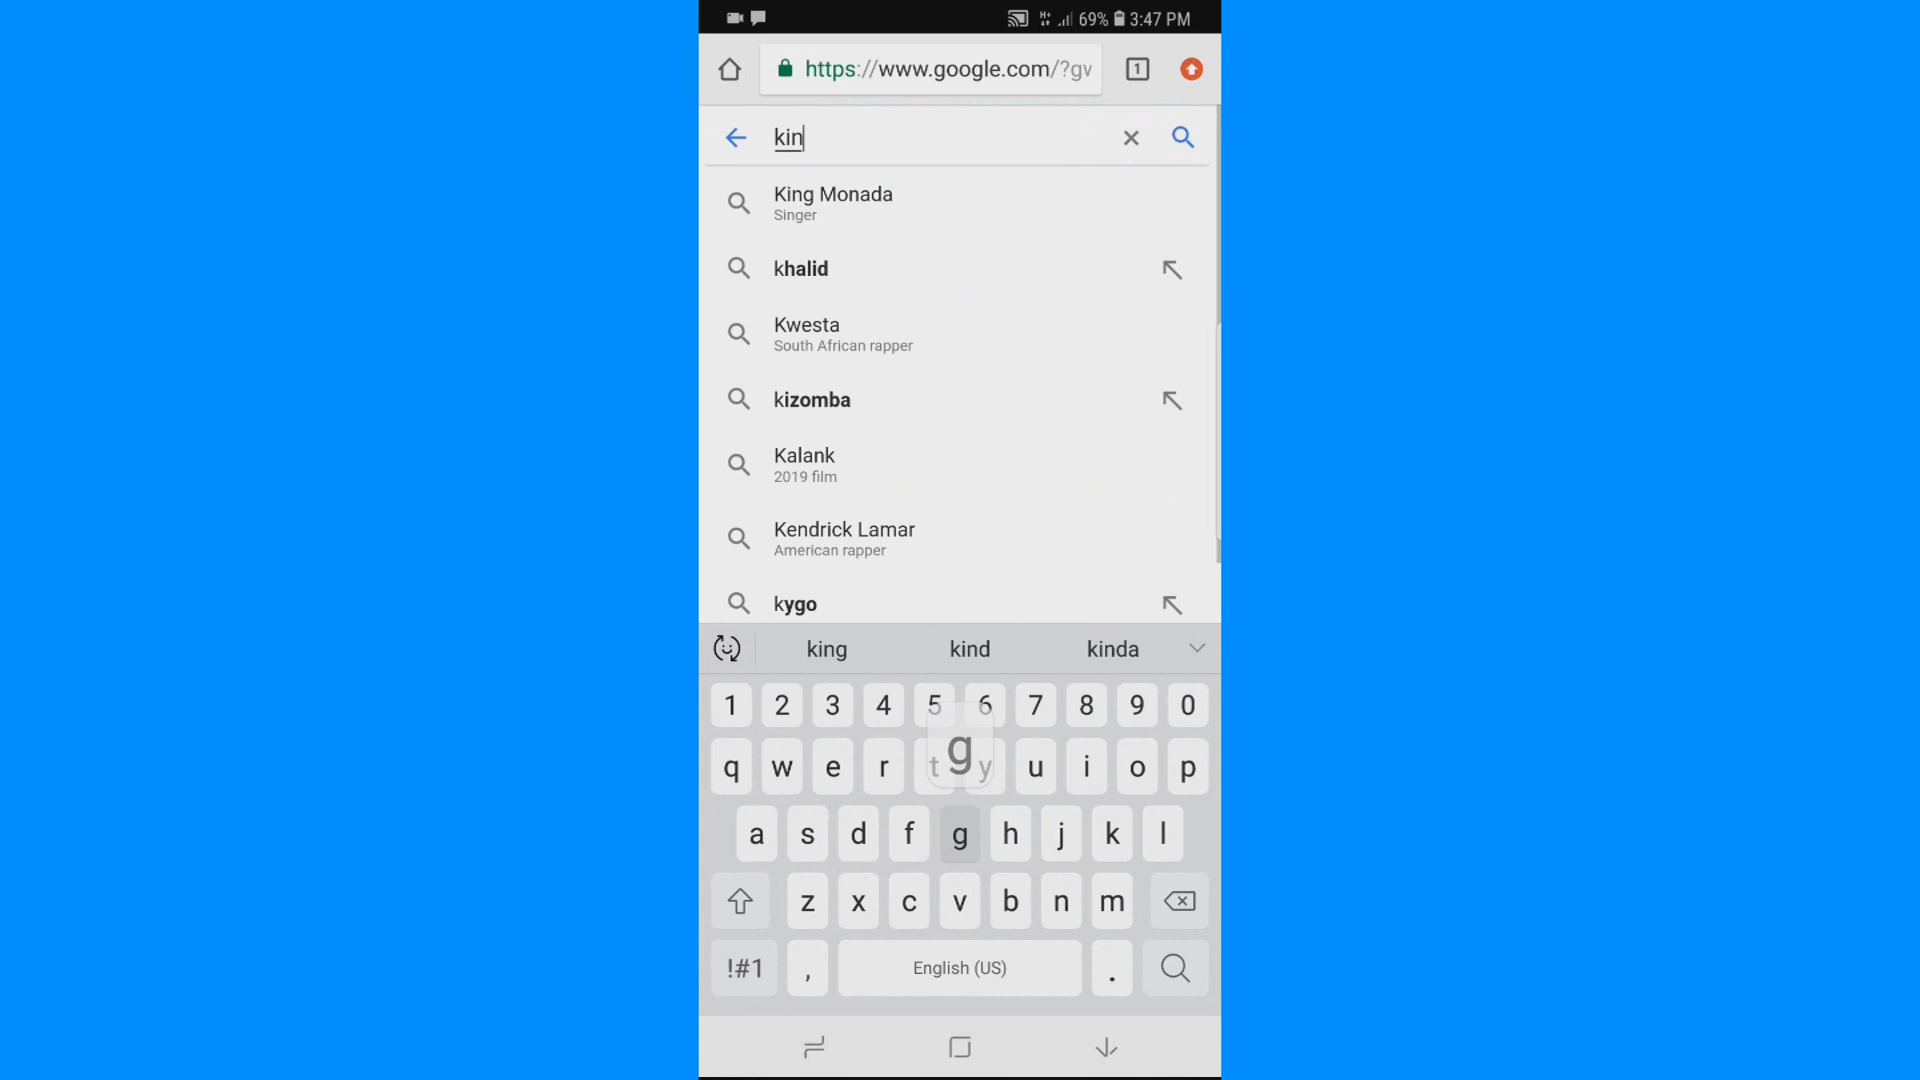 69% 3:47 PM
https://www.google.com/?gv
1
kin
King Monada
Singer
khalid
Kwesta
South African rapper
kizomba
Kalank
2019 film
Kendrick Lamar
American rapper
kygo
king kind kinda
1 2 3 4 5 6 7 8 9 0
g
q w e r t y u i o p
a s d f g h j k l
z x c v b n m
!#1 , English (US) .